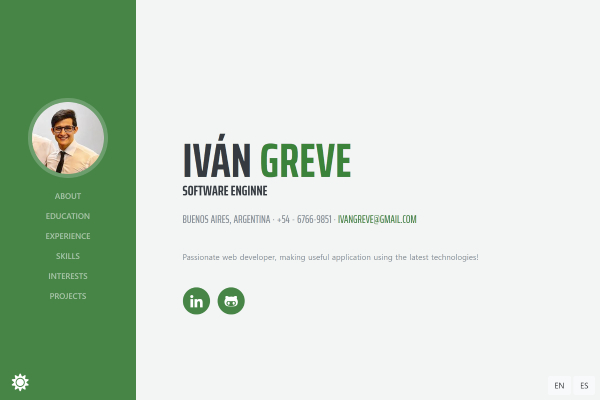 ABOUT
EDUCATION
EXPERIENCE
SKILLS
INTERESTS
PROJECTS
IVÁN GREVE
SOFTWARE ENGINNE
BUENOS AIRES, ARGENTINA · +54 - 6766-9851 · IVANGREVE@GMAIL.COM
Passionate web developer, making useful application using the latest technologies!
in
EN ES